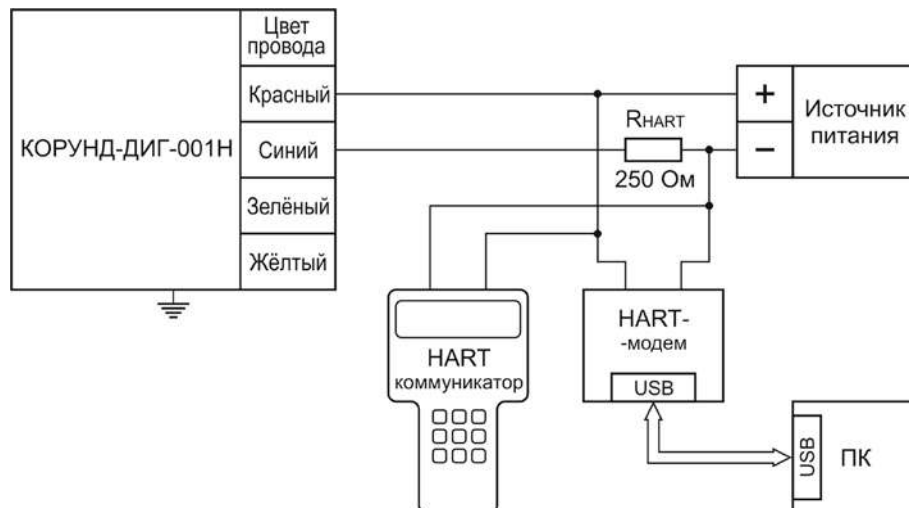 Цвет
провода
КОРУНД-ДИГ-001Н
Красный
Синий
Зелёный
Жёлтый
RHART
250 Ом
+
−
Источник
питания
HART
коммуникатор
HART-
-модем
USB
USB
ПК